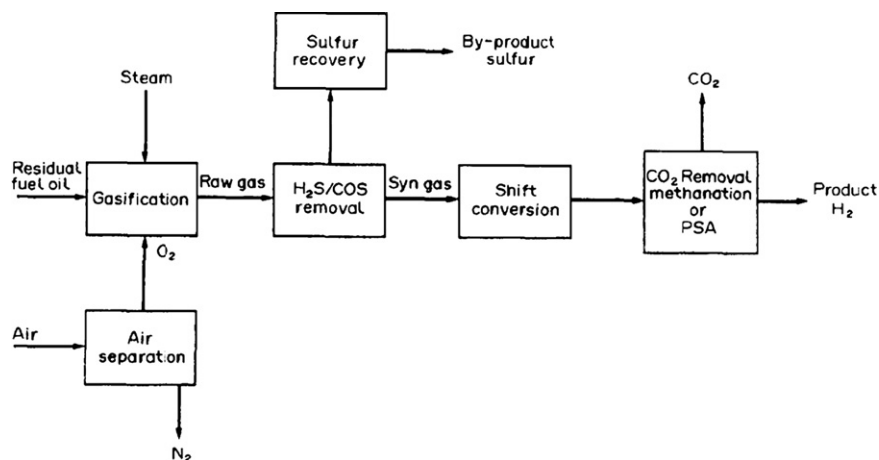 Sulfur
recovery
By-product
sulfur
Steam
CO₂
Residual
fuel oil
Gasification
Raw gas
H₂S/COS
removal
Syn gas
Shift
conversion
CO₂ Removal
methanation
or
PSA
Product
H₂
O₂
Air
Air
separation
N₂